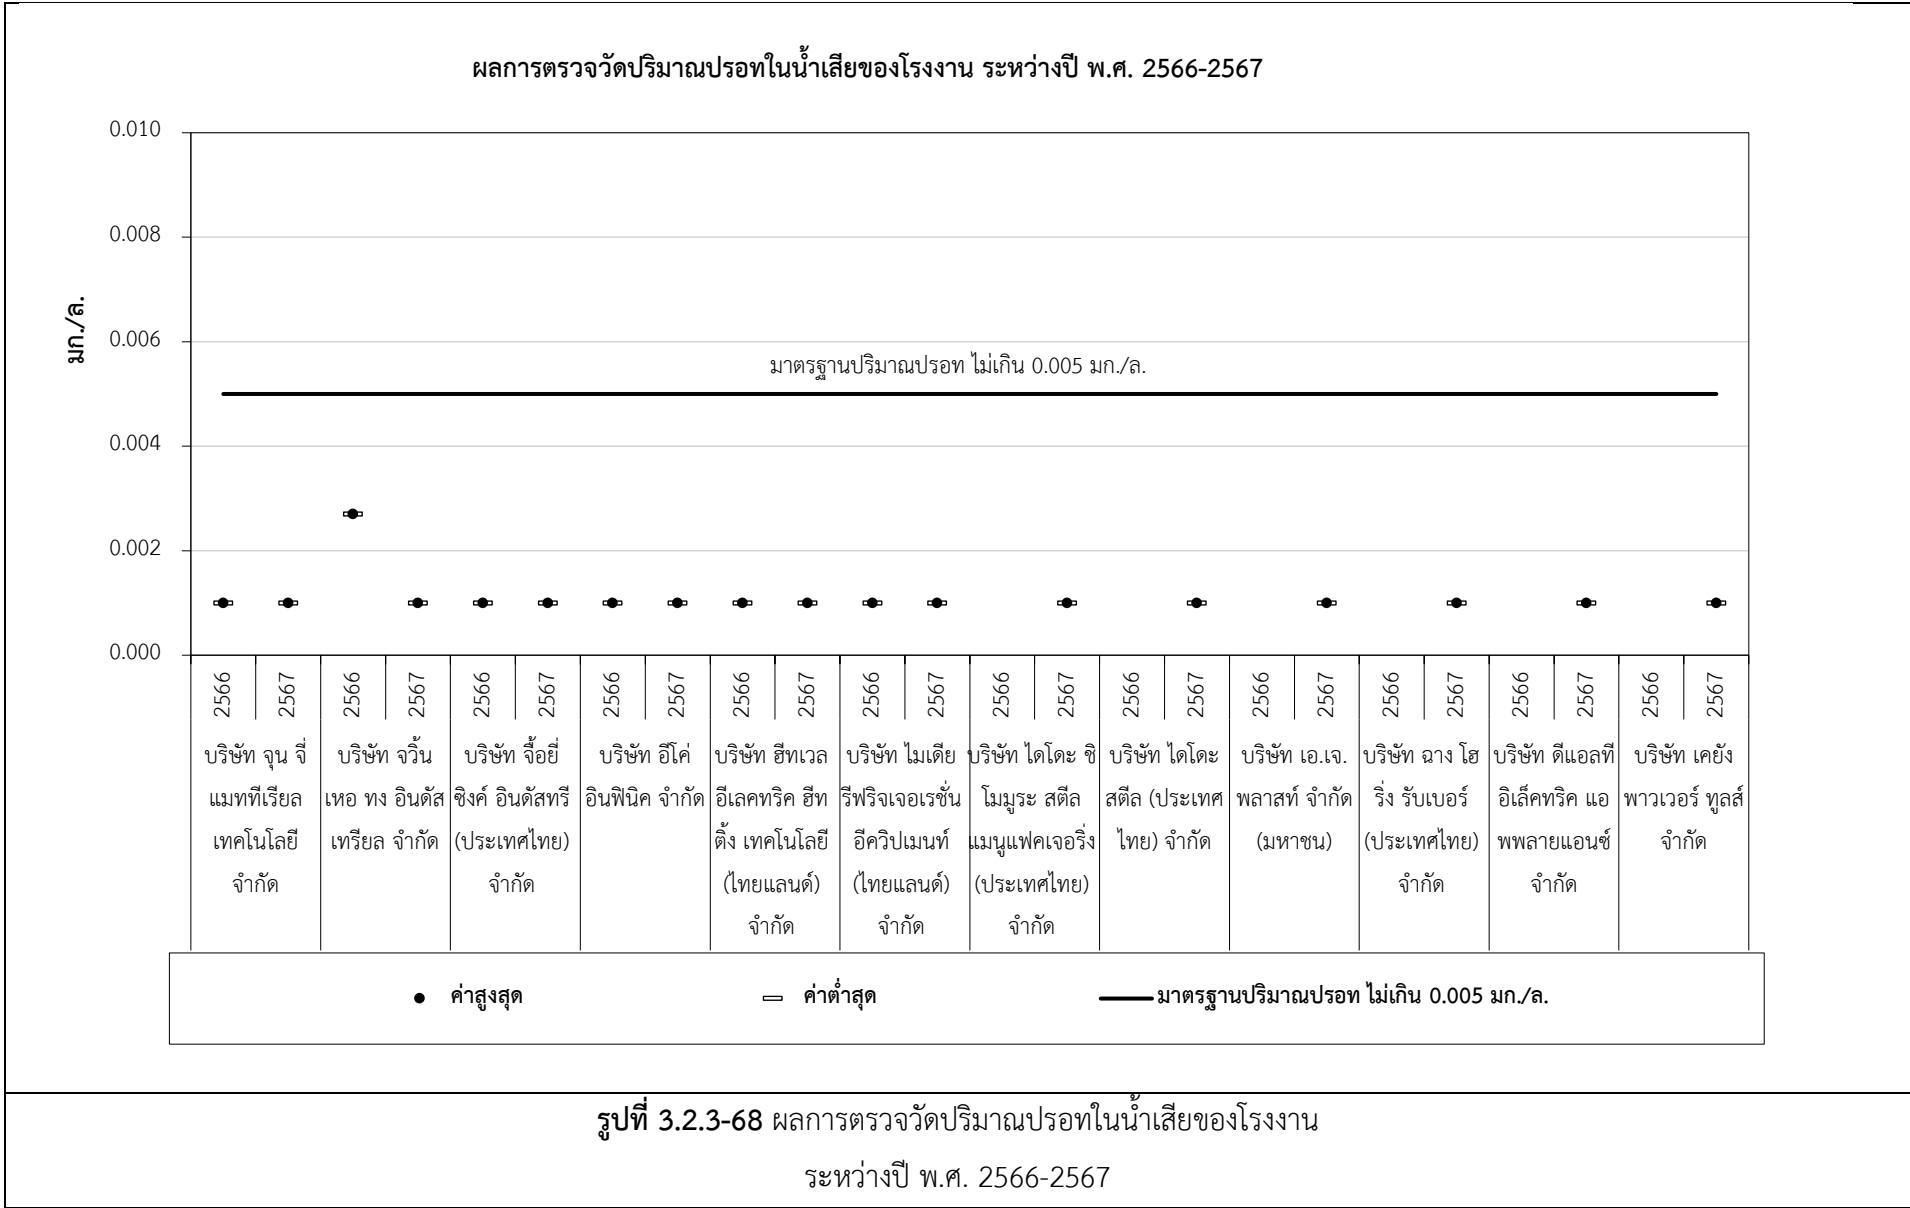 ผลการตรวจวัดปริมาณปรอทในน้ำเสียของโรงงาน ระหว่างปี พ.ศ. 2566-2567
0.010
0.008
0.006
0.004
0.002
0.000
มก./ล.
มาตรฐานปริมาณปรอท ไม่เกิน 0.005 มก./ล.
2566 2567 2566 2567 2566 2567 2566 2567 2566 2567 2566 2567 2566 2567 2566 2567 2566 2567 2566 2567 2566 2567 2566 2567
บริษัท จุน จี่
แมททีเรียล
เทคโนโลยี
จำกัด
บริษัท จวิ้น
เหอ ทง อินดัส
เทรียล จำกัด
บริษัท จื้อยี่
ซิงค์ อินดัสทรี
(ประเทศไทย)
จำกัด
บริษัท อีโค่
อินฟินิค จำกัด
บริษัท ฮีทเวล
อีเลคทริค ฮีท
ติ้ง เทคโนโลยี
(ไทยแลนด์)
จำกัด
บริษัท ไมเดีย
รีฟริจเจอเรชั่น
อีควิปเมนท์
(ไทยแลนด์)
จำกัด
บริษัท ไดโดะ ชิ
โมมูระ สตีล
แมนูแฟคเจอริ่ง
(ประเทศไทย)
จำกัด
บริษัท ไดโดะ
สตีล (ประเทศ
ไทย) จำกัด
บริษัท เอ.เจ.
พลาสท์ จำกัด
(มหาชน)
บริษัท ฉาง โฮ
ริ่ง รับเบอร์
(ประเทศไทย)
จำกัด
บริษัท ดีแอลที
อิเล็คทริค แอ
พพลายแอนซ์
จำกัด
บริษัท เคยัง
พาวเวอร์ ทูลส์
จำกัด
ค่าสูงสุด
ค่าต่ำสุด
มาตรฐานปริมาณปรอท ไม่เกิน 0.005 มก./ล.
รูปที่ 3.2.3-68 ผลการตรวจวัดปริมาณปรอทในน้ำเสียของโรงงาน
ระหว่างปี พ.ศ. 2566-2567